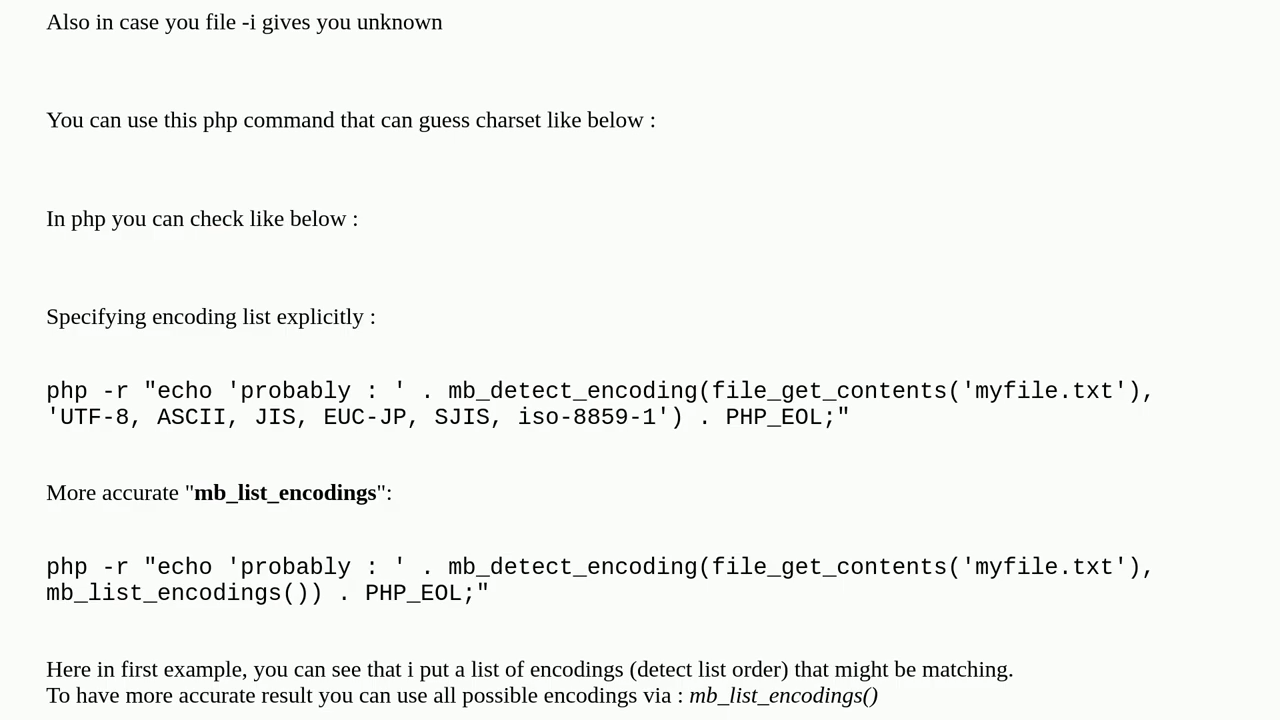 Also in case you file -i gives you unknown
You can use this php command that can guess charset like below :
In php you can check like below :
Specifying encoding list explicitly :
php -r "echo 'probably : ' . mb_detect_encoding(file_get_contents('myfile.txt'),
'UTF-8, ASCII, JIS, EUC-JP, SJIS, iso-8859-1') . PHP_EOL;"
More accurate "mb_list_encodings":
php -r "echo 'probably : ' . mb_detect_encoding(file_get_contents('myfile.txt'),
mb_list_encodings()) . PHP_EOL;"
Here in first example, you can see that i put a list of encodings (detect list order) that might be matching.
To have more accurate result you can use all possible encodings via : mb_list_encodings()